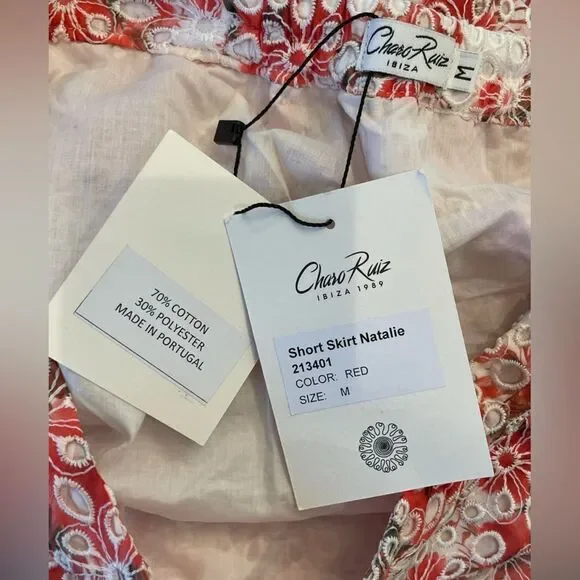 Charo Ruiz
IBIZA
M
70% COTTON
30% POLYESTER
MADE IN PORTUGAL
Charo Ruiz
IBIZA 1989
Short Skirt Natalie
213401
COLOR: RED
SIZE: M